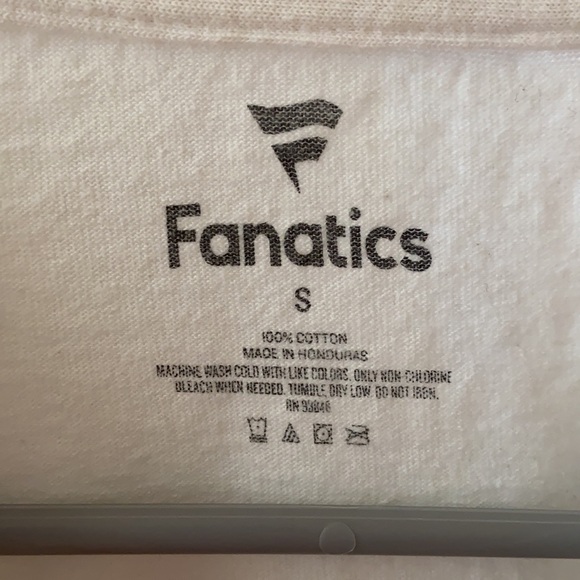 Fanatics
S
100% COTTON
MADE IN HONDURAS
MACHINE WASH COLD WITH LIKE COLORS. ONLY NON-CHLORINE
BLEACH WHEN NEEDED. TUMBLE DRY LOW. DO NOT IRON.
RN